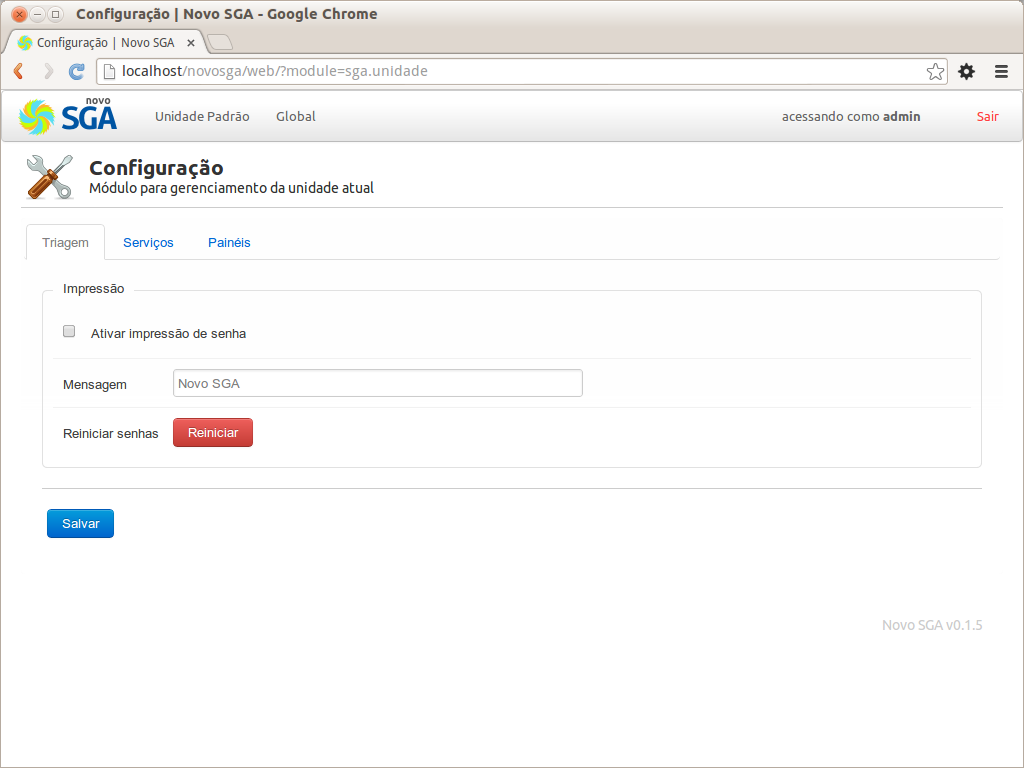 Configuração | Novo SGA - Google Chrome
Configuração | Novo SGA
localhost/novosga/web/?module=sga.unidade
novo
SGA
Unidade Padrão Global acessando como admin Sair
Configuração
Módulo para gerenciamento da unidade atual
Triagem Serviços Painéis
Impressão
Ativar impressão de senha
Mensagem Novo SGA
Reiniciar senhas Reiniciar
Salvar
Novo SGA v0.1.5